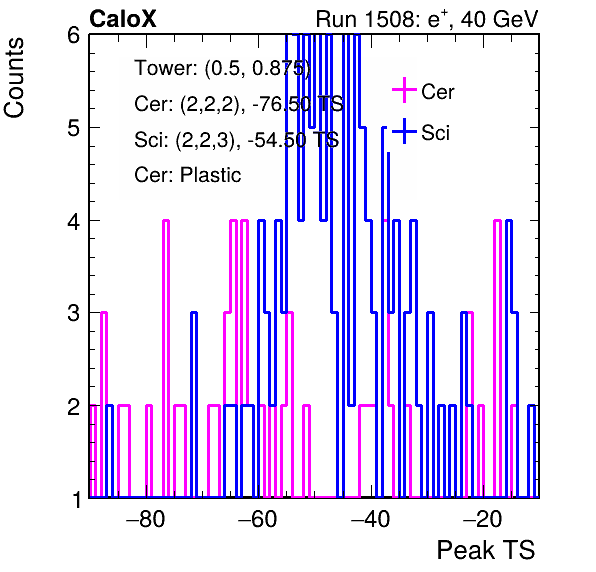 CaloX Run 1508: e+, 40 GeV
Counts
6
Tower: (0.5, 0.875)
Cer: (2,2,2), -76.50 TS
Cer
5
Sci
Sci: (2,2,3), -54.50 TS
Cer: Plastic
4
3
2
1
−80 −60 −40 −20
Peak TS